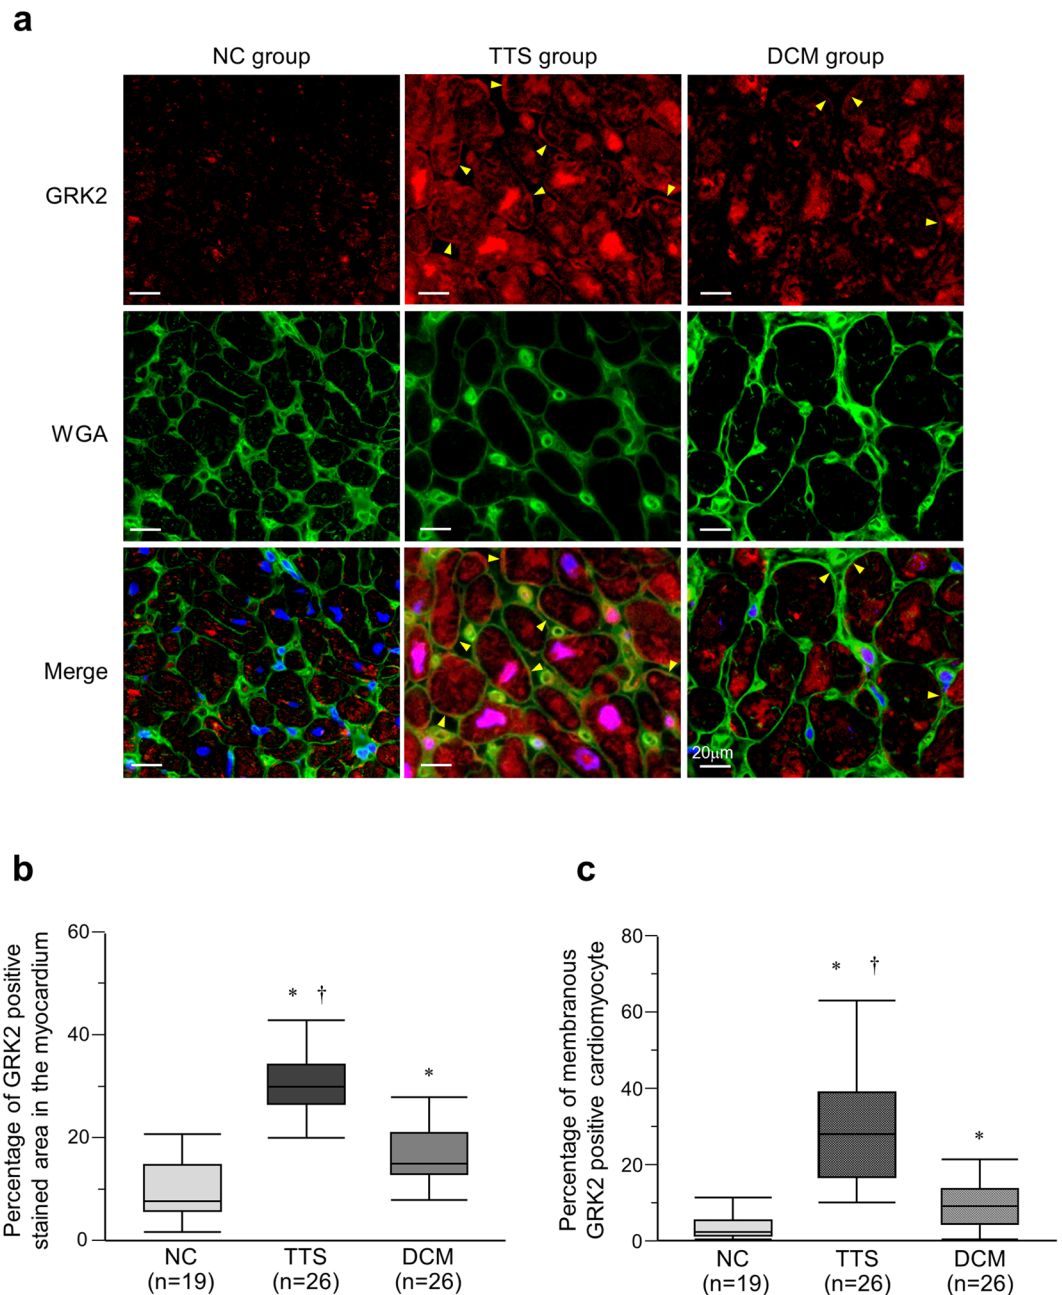 a
NC group
TTS group
DCM group
GRK2
WGA
Merge
20μm
b
Percentage of GRK2 positive
stained area in the myocardium
60
40
20
0
* †
*
NC
(n=19)
TTS
(n=26)
DCM
(n=26)
c
Percentage of membranous
GRK2 positive cardiomyocyte
80
60
40
20
0
* †
*
NC
(n=19)
TTS
(n=26)
DCM
(n=26)